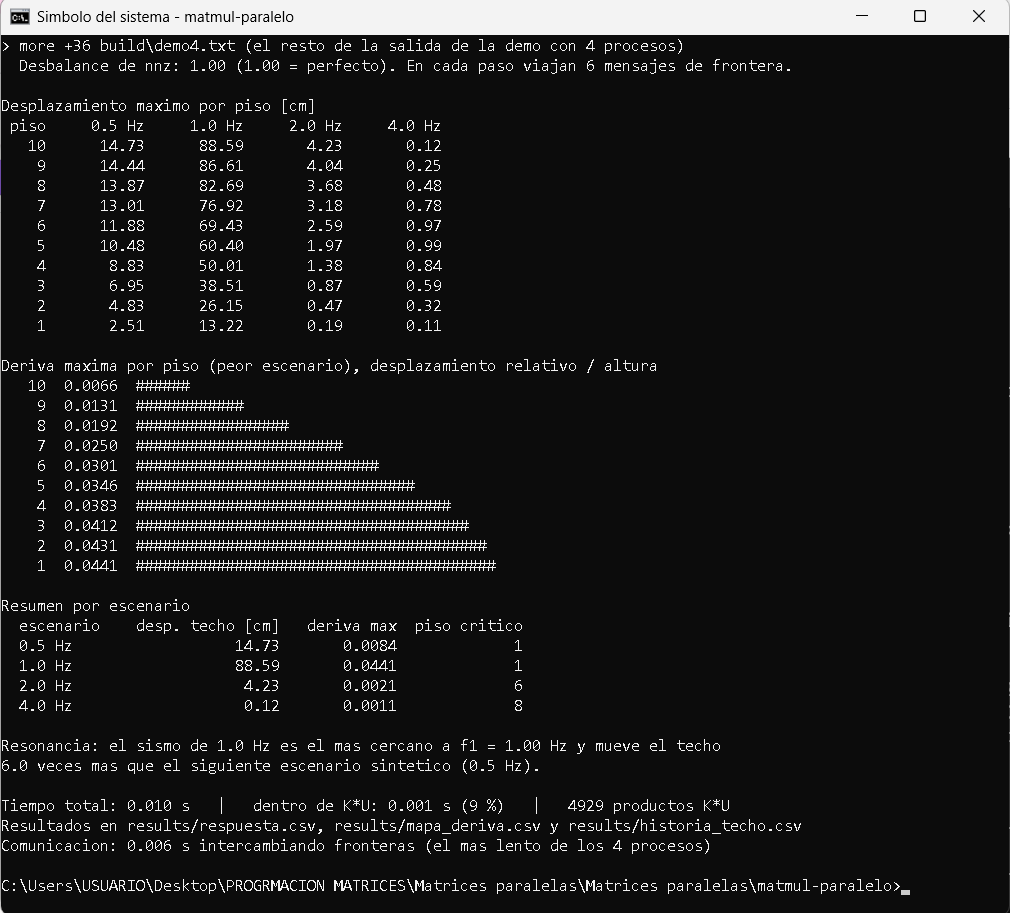 Simbolo del sistema - matmul-paralelo
> more +36 build\demo4.txt (el resto de la salida de la demo con 4 procesos)
  Desbalance de nnz: 1.00 (1.00 = perfecto). En cada paso viajan 6 mensajes de frontera.

Desplazamiento maximo por piso [cm]
 piso     0.5 Hz     1.0 Hz     2.0 Hz     4.0 Hz
   10      14.73      88.59       4.23       0.12
    9      14.44      86.61       4.04       0.25
    8      13.87      82.69       3.68       0.48
    7      13.01      76.92       3.18       0.78
    6      11.88      69.43       2.59       0.97
    5      10.48      60.40       1.97       0.99
    4       8.83      50.01       1.38       0.84
    3       6.95      38.51       0.87       0.59
    2       4.83      26.15       0.47       0.32
    1       2.51      13.22       0.19       0.11

Deriva maxima por piso (peor escenario), desplazamiento relativo / altura
   10  0.0066  ######
    9  0.0131  ############
    8  0.0192  #################
    7  0.0250  #######################
    6  0.0301  ###########################
    5  0.0346  ###############################
    4  0.0383  ###################################
    3  0.0412  #####################################
    2  0.0431  #######################################
    1  0.0441  ########################################

Resumen por escenario
  escenario    desp. techo [cm]   deriva max  piso critico
  0.5 Hz                  14.73       0.0084             1
  1.0 Hz                  88.59       0.0441             1
  2.0 Hz                   4.23       0.0021             6
  4.0 Hz                   0.12       0.0011             8

Resonancia: el sismo de 1.0 Hz es el mas cercano a f1 = 1.00 Hz y mueve el techo
6.0 veces mas que el siguiente escenario sintetico (0.5 Hz).

Tiempo total: 0.010 s   |   dentro de K*U: 0.001 s (9 %)   |   4929 productos K*U
Resultados en results/respuesta.csv, results/mapa_deriva.csv y results/historia_techo.csv
Comunicacion: 0.006 s intercambiando fronteras (el mas lento de los 4 procesos)

C:\Users\USUARIO\Desktop\PROGRMACION MATRICES\Matrices paralelas\Matrices paralelas\matmul-paralelo>